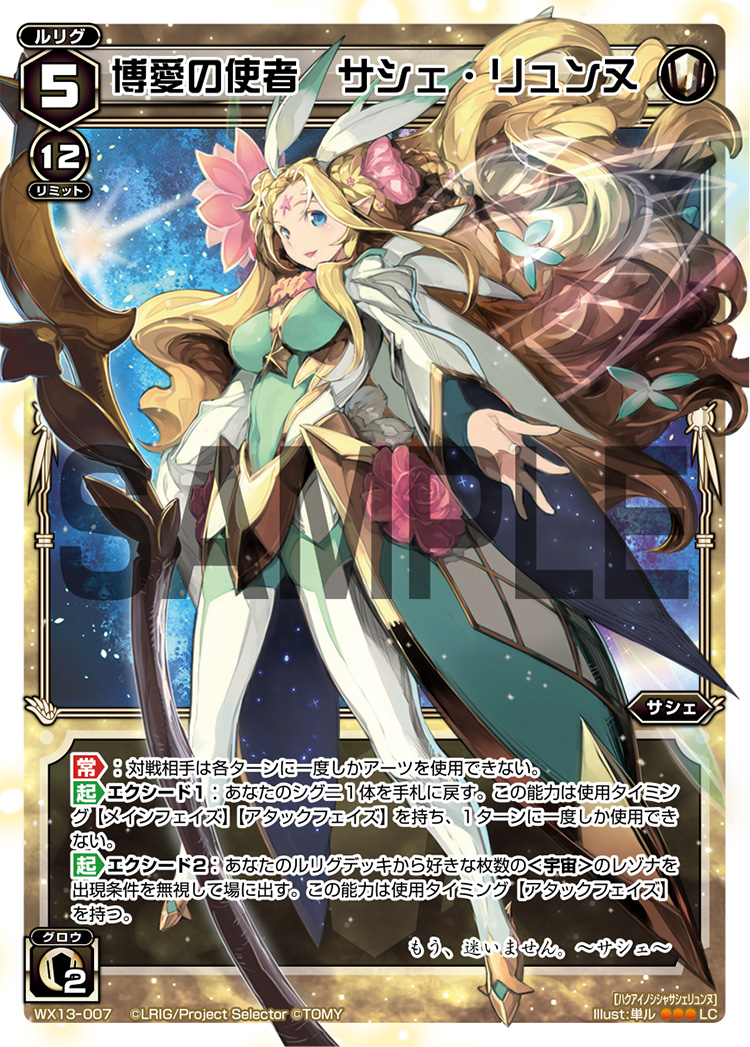 ルリグ
5
博愛の使者 サシェ・リュンヌ
12
リミット
SAMPLE
サシェ
常：対戦相手は各ターンに一度しかアーツを使用できない。
起エクシード1：あなたのシグニ1体を手札に戻す。この能力は使用タイミン
グ【メインフェイズ】【アタックフェイズ】を持ち、1ターンに一度しか使用でき
ない。
起エクシード2：あなたのルリグデッキから好きな枚数の＜宇宙＞のレゾナを
出現条件を無視して場に出す。この能力は使用タイミング【アタックフェイズ】
を持つ。
もう、迷いません。～サシェ～
グロウ
2
[ハクアイノシシャサシェリュンヌ]
WX13-007 ©LRIG/Project Selector ©TOMY Illust:単ル LC